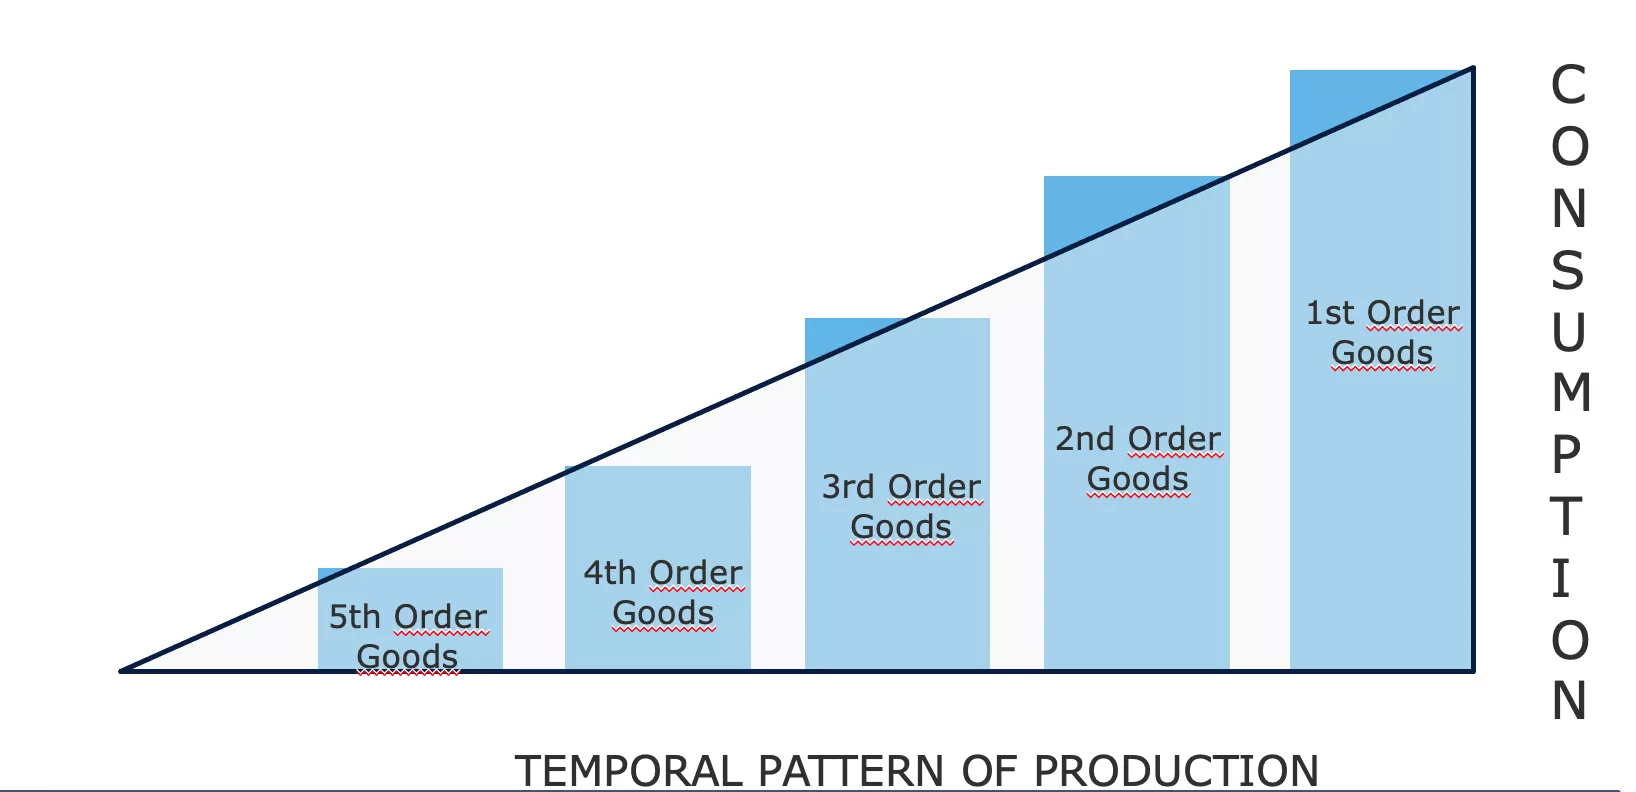 5th Order
Goods
4th Order
Goods
3rd Order
Goods
2nd Order
Goods
1st Order
Goods
CONSUMPTION
TEMPORAL PATTERN OF PRODUCTION